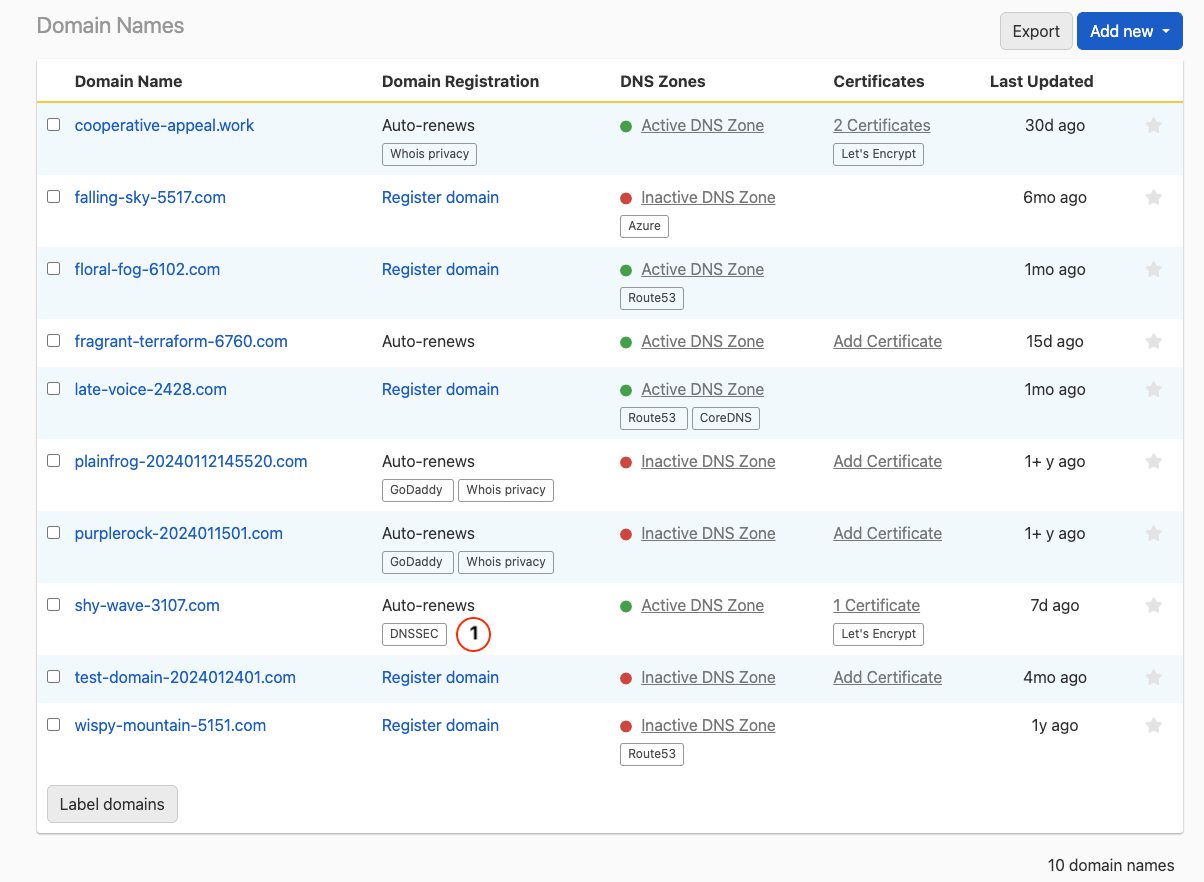 Domain Names
Export
Add new
Domain Name Domain Registration DNS Zones Certificates Last Updated
cooperative-appeal.work Auto-renews Active DNS Zone 2 Certificates 30d ago
Whois privacy Let's Encrypt
falling-sky-5517.com Register domain Inactive DNS Zone 6mo ago
Azure
floral-fog-6102.com Register domain Active DNS Zone 1mo ago
Route53
fragrant-terraform-6760.com Auto-renews Active DNS Zone Add Certificate 15d ago
late-voice-2428.com Register domain Active DNS Zone 1mo ago
Route53 CoreDNS
plainfrog-20240112145520.com Auto-renews Inactive DNS Zone Add Certificate 1+ y ago
GoDaddy Whois privacy
purplerock-2024011501.com Auto-renews Inactive DNS Zone Add Certificate 1+ y ago
GoDaddy Whois privacy
shy-wave-3107.com Auto-renews Active DNS Zone 1 Certificate 7d ago
DNSSEC 1 Let's Encrypt
test-domain-2024012401.com Register domain Inactive DNS Zone Add Certificate 4mo ago
wispy-mountain-5151.com Register domain Inactive DNS Zone 1y ago
Route53
Label domains
10 domain names